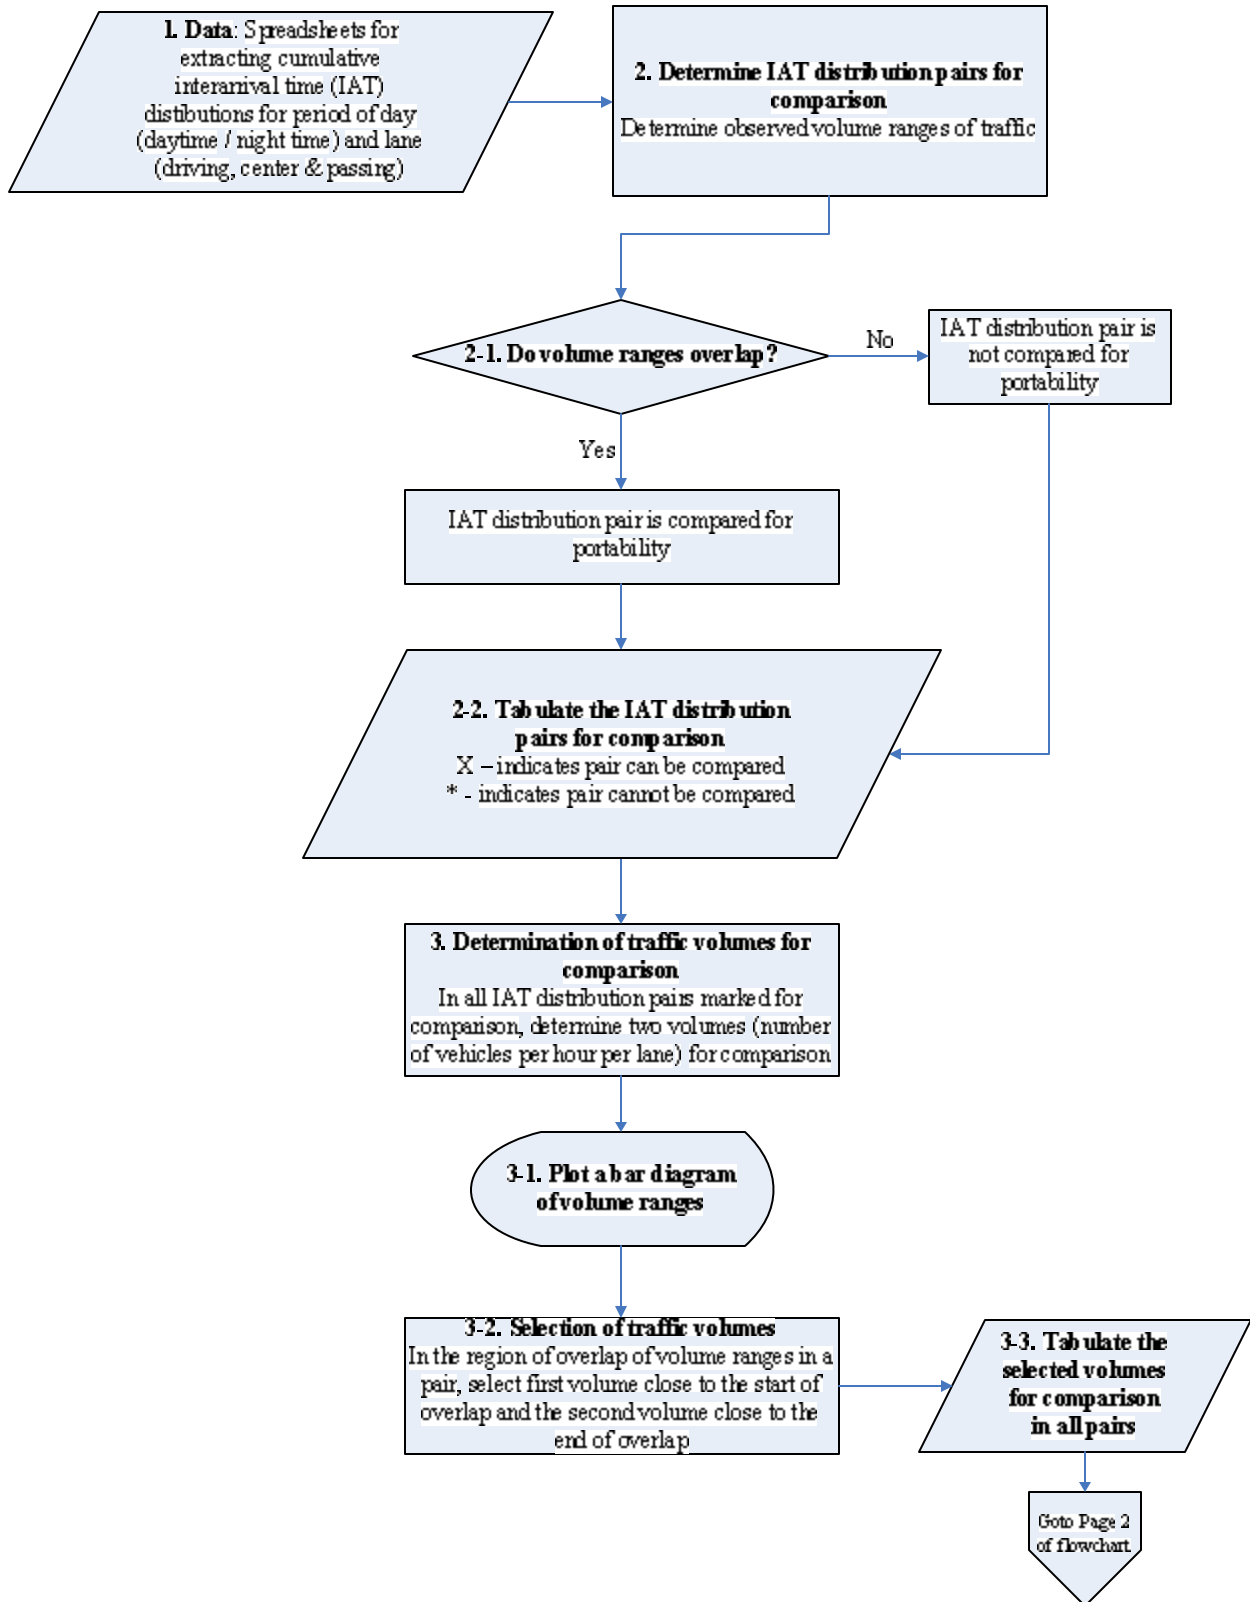 1. Data: Spreadsheets for
extracting cumulative
interarrival time (IAT)
distibutions for period of day
(daytime / night time) and lane
(driving, center & passing)
2. Determine IAT distribution pairs for
comparison
Determine observed volume ranges of traffic
2-1. Do volume ranges overlap?
No
IAT distribution pair is
not compared for
portability
Yes
IAT distribution pair is compared for
portability
2-2. Tabulate the IAT distribution
pairs for comparison
X – indicates pair can be compared
* - indicates pair cannot be compared
3. Determination of traffic volumes for
comparison
In all IAT distribution pairs marked for
comparison, determine two volumes (number
of vehicles per hour per lane) for comparison
3-1. Plot a bar diagram
of volume ranges
3-2. Selection of traffic volumes
In the region of overlap of volume ranges in a
pair, select first volume close to the start of
overlap and the second volume close to the
end of overlap
3-3. Tabulate the
selected volumes
for comparison
in all pairs
Goto Page 2
of flowchart